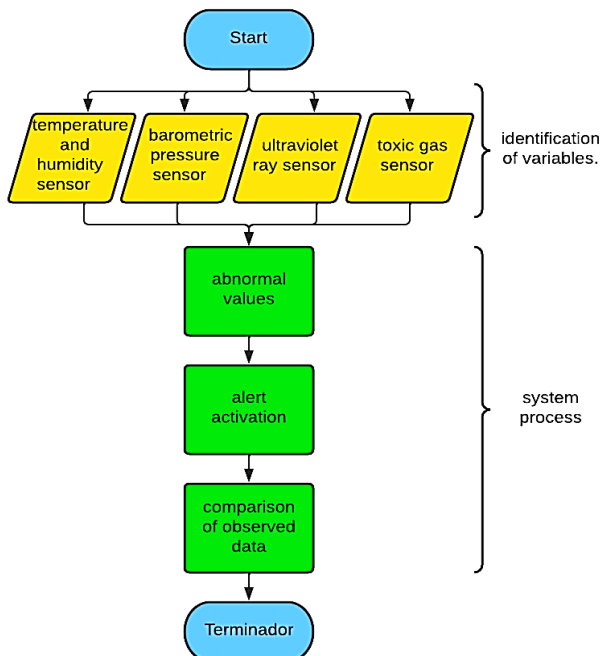 Start
temperature
and
humidity
sensor
barometric
pressure
sensor
ultraviolet
ray sensor
toxic gas
sensor
identification
of variables.
abnormal
values
alert
activation
comparison
of observed
data
system
process
Terminador